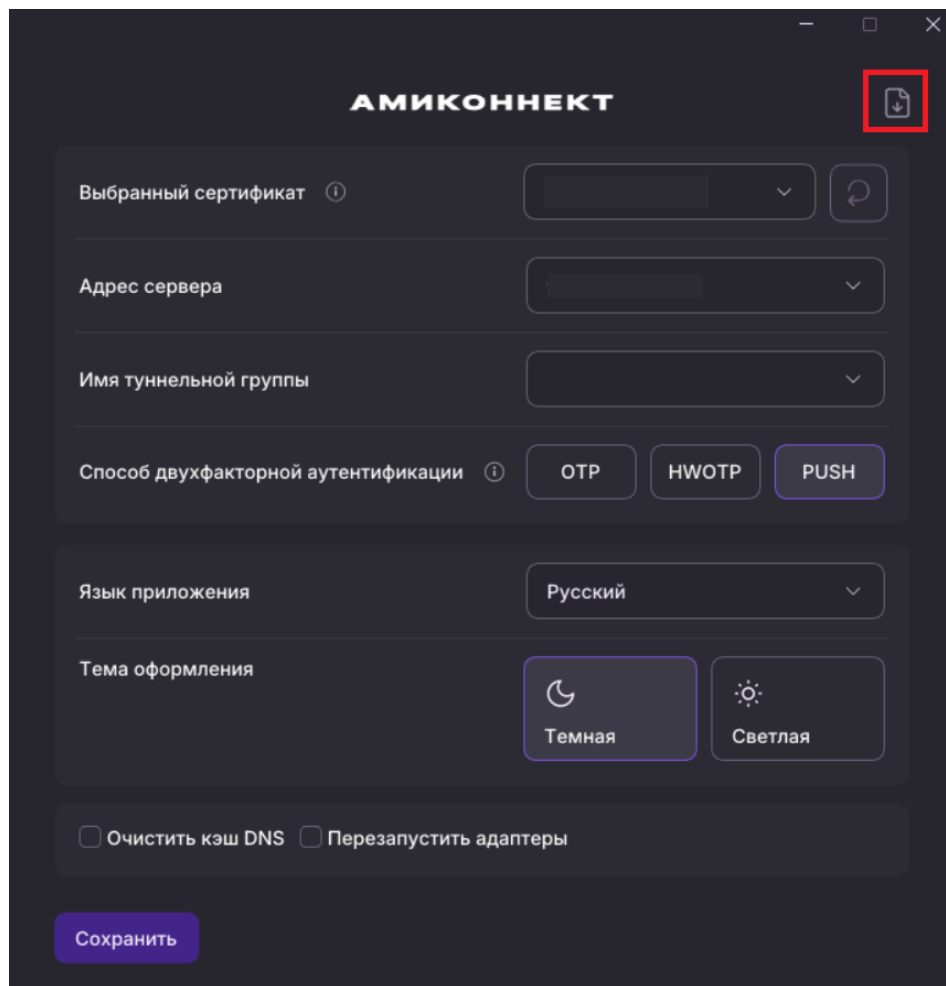 АМИКОННЕКТ
Выбранный сертификат
Адрес сервера
Имя туннельной группы
Способ двухфакторной аутентификации OTP HWOTP PUSH
Язык приложения Русский
Тема оформления
Темная Светлая
Очистить кэш DNS Перезапустить адаптеры
Сохранить